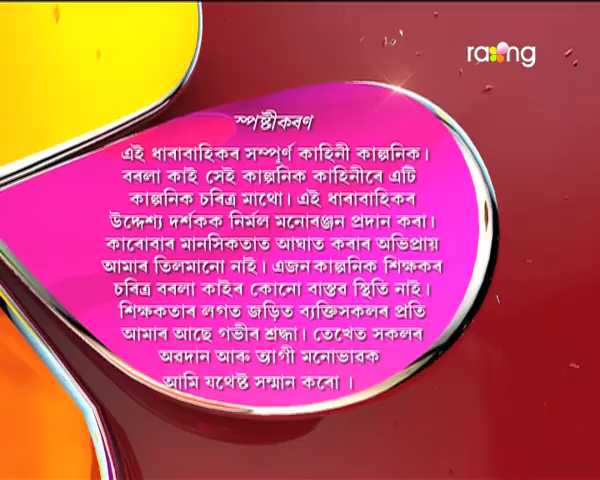 raong
স্পষ্টীকৰণ
এই ধাৰাবাহিকৰ সম্পূৰ্ণ কাহিনী কাল্পনিক।
বৰলা কাই সেই কাল্পনিক কাহিনীৰে এটি
কাল্পনিক চৰিত্ৰ মাথো। এই ধাৰাবাহিকৰ
উদ্দেশ্য দৰ্শকক নিৰ্মল মনোৰঞ্জন প্ৰদান কৰা।
কাৰোবাৰ মানসিকতাত আঘাত কৰাৰ অভিপ্ৰায়
আমাৰ তিলমানো নাই। এজন কাল্পনিক শিক্ষকৰ
চৰিত্ৰ বৰলা কাইৰ কোনো বাস্তৱ স্থিতি নাই।
শিক্ষকতাৰ লগত জড়িত ব্যক্তিসকলৰ প্ৰতি
আমাৰ আছে গভীৰ শ্ৰদ্ধা। তেখেত সকলৰ
অৱদান আৰু ত্যাগী মনোভাৱক
আমি যথেষ্ট সন্মান কৰো ।